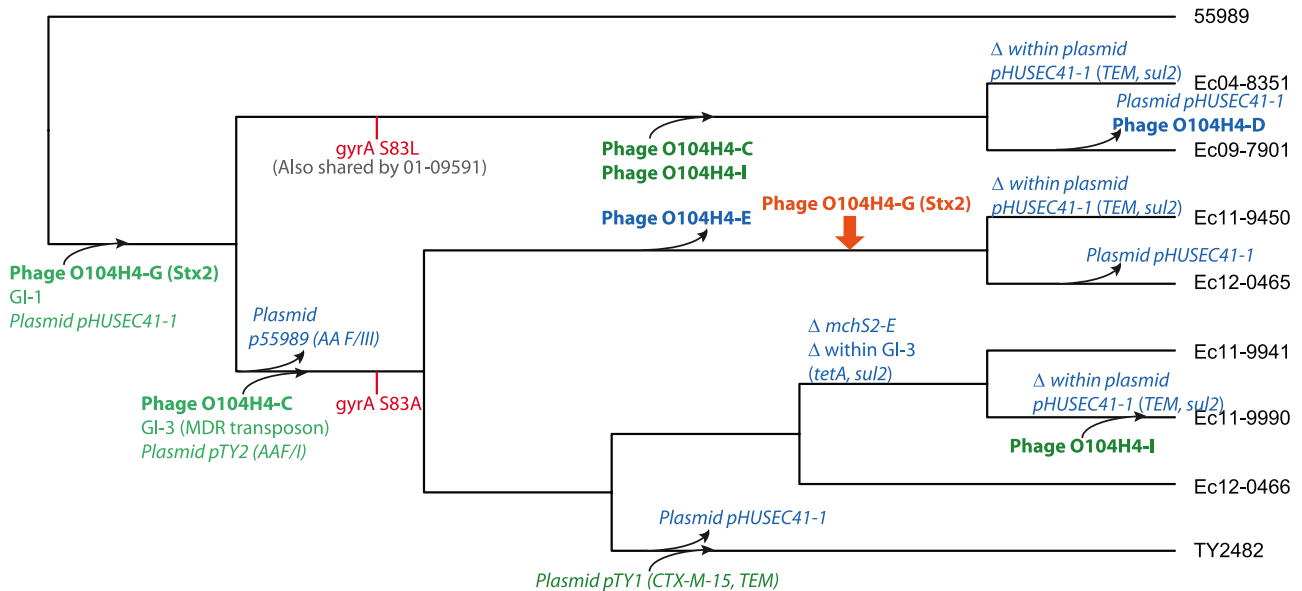 55989
Δ within plasmid
pHUSEC41-1 (TEM, sul2)
Ec04-8351
Plasmid pHUSEC41-1
Phage O104H4-D
Ec09-7901
gyrA S83L
(Also shared by 01-09591)
Phage O104H4-C
Phage O104H4-I
Δ within plasmid
pHUSEC41-1 (TEM, sul2)
Ec11-9450
Phage O104H4-E
Phage O104H4-G (Stx2)
Plasmid pHUSEC41-1
Ec12-0465
Phage O104H4-G (Stx2)
GI-1
Plasmid pHUSEC41-1
Plasmid
p55989 (AA F/III)
Phage O104H4-C
GI-3 (MDR transposon)
Plasmid pTY2 (AAF/I)
gyrA S83A
Δ mchS2-E
Δ within GI-3
(tetA, sul2)
Ec11-9941
Δ within plasmid
pHUSEC41-1 (TEM, sul2)
Ec11-9990
Phage O104H4-I
Ec12-0466
Plasmid pHUSEC41-1
TY2482
Plasmid pTY1 (CTX-M-15, TEM)